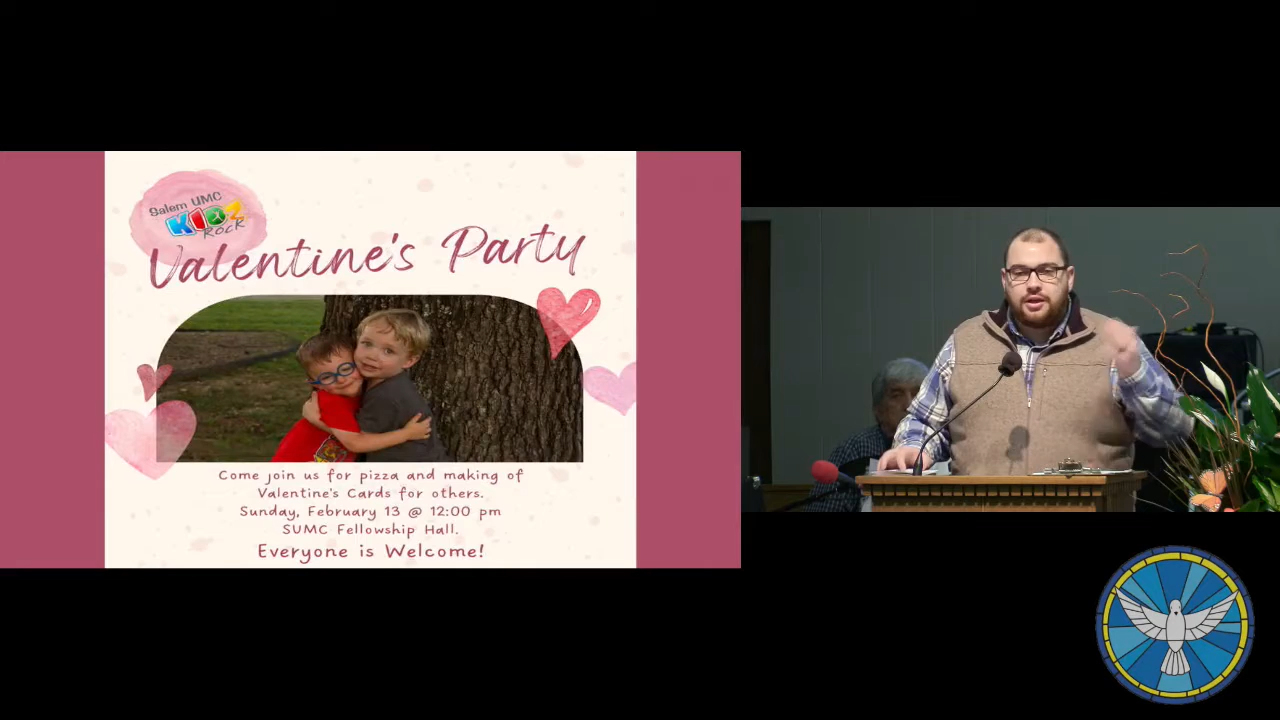 Salem UMC
KIDZ
ROCK
Valentine's Party
Come join us for pizza and making of
Valentine's Cards for others.
Sunday, February 13 @ 12:00 pm
SUMC Fellowship Hall.
Everyone is Welcome!